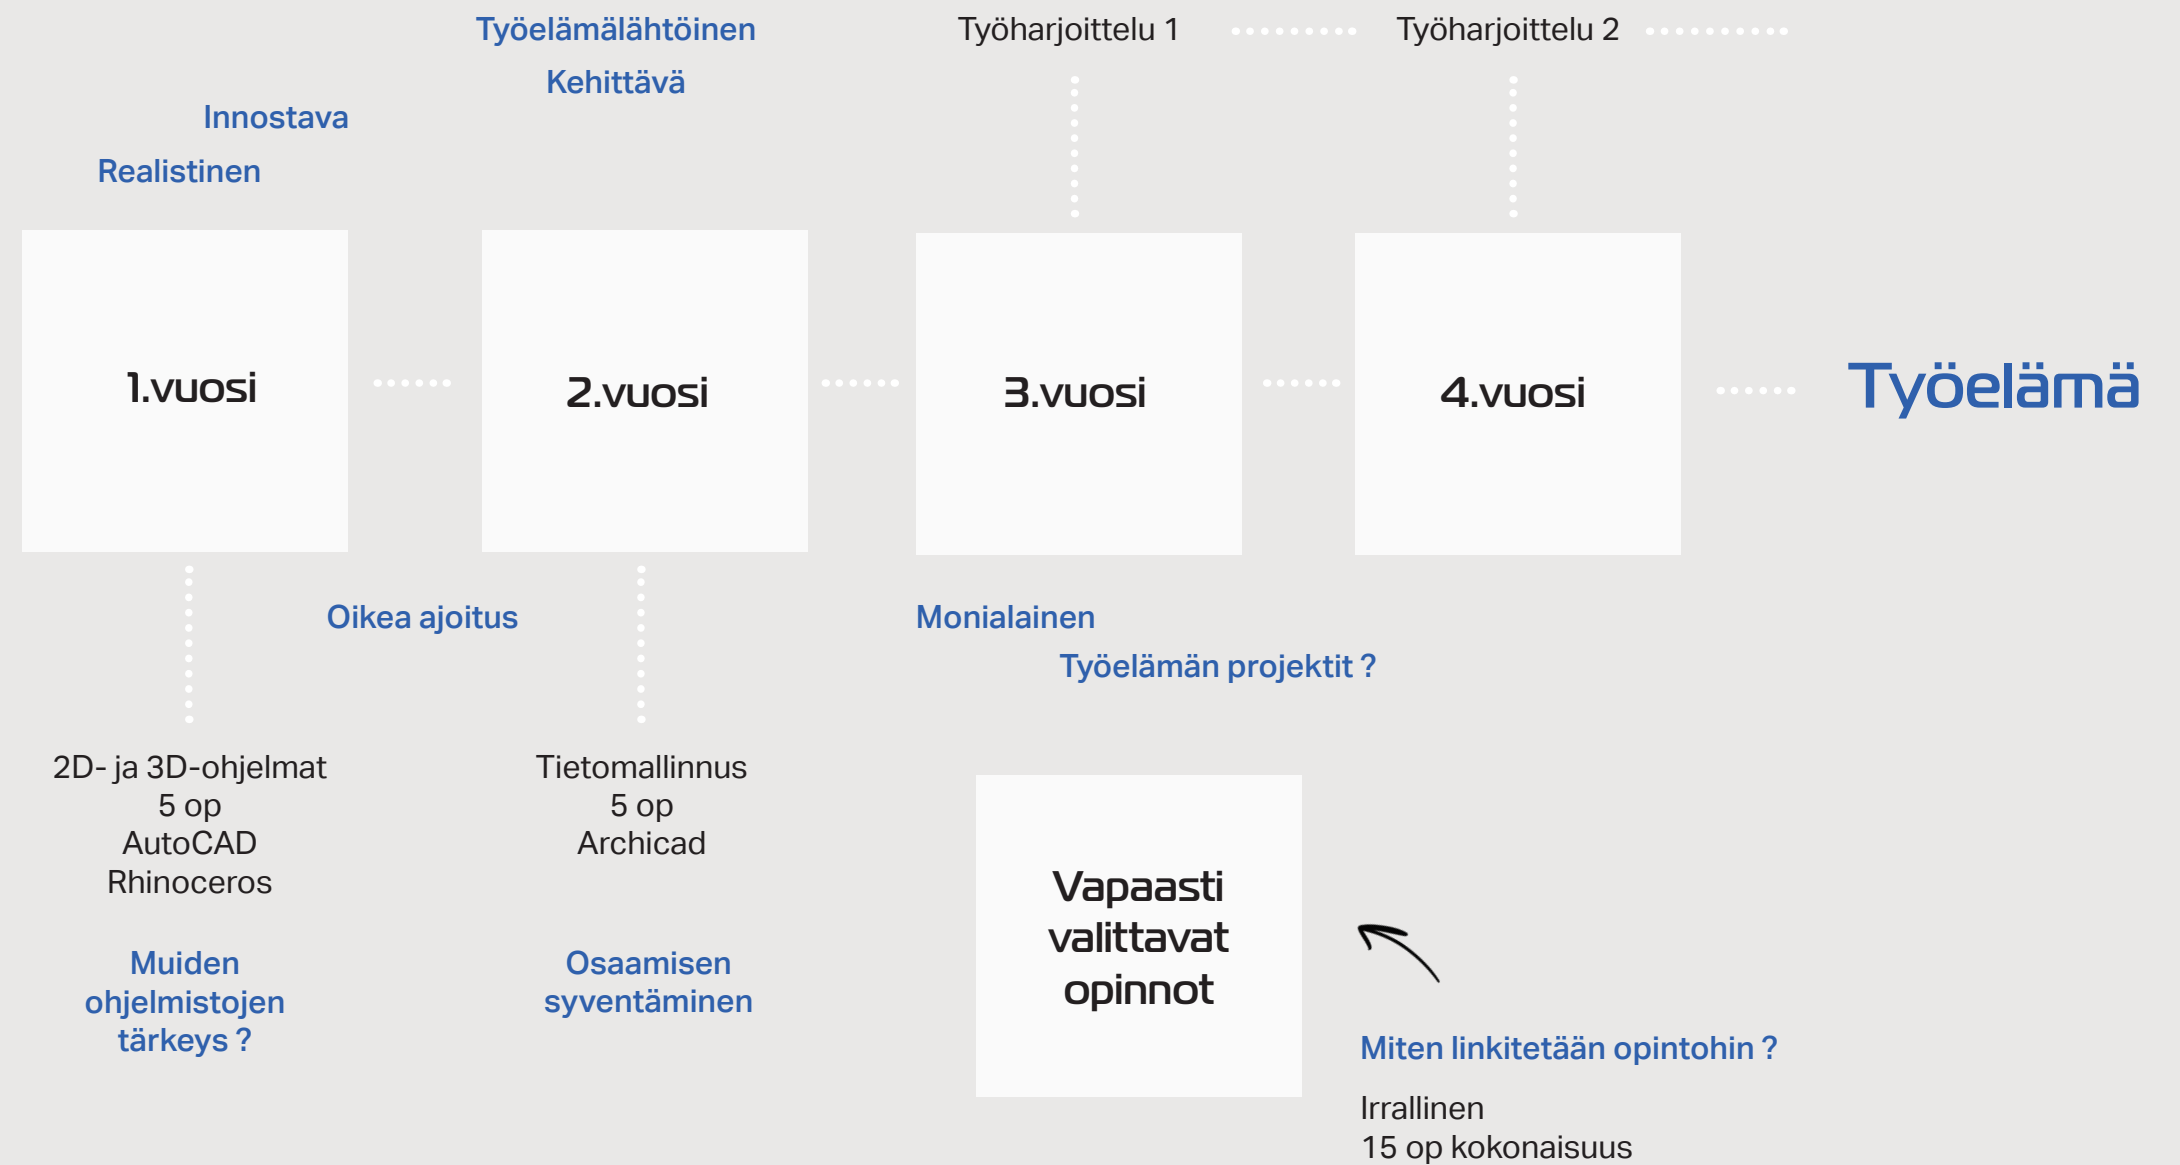 Työelämälähtöinen
Kehittävä
Työharjoittelu 1
Työharjoittelu 2
Innostava
Realistinen
1.vuosi
2.vuosi
3.vuosi
4.vuosi
Työelämä
Oikea ajoitus
Monialainen
Työelämän projektit ?
2D- ja 3D-ohjelmat
5 op
AutoCAD
Rhinoceros
Muiden
ohjelmistojen
tärkeys ?
Tietomallinnus
5 op
Archicad
Osaamisen
syventäminen
Vapaasti
valittavat
opinnot
Miten linkitetään opintohin ?
Irrallinen
15 op kokonaisuus